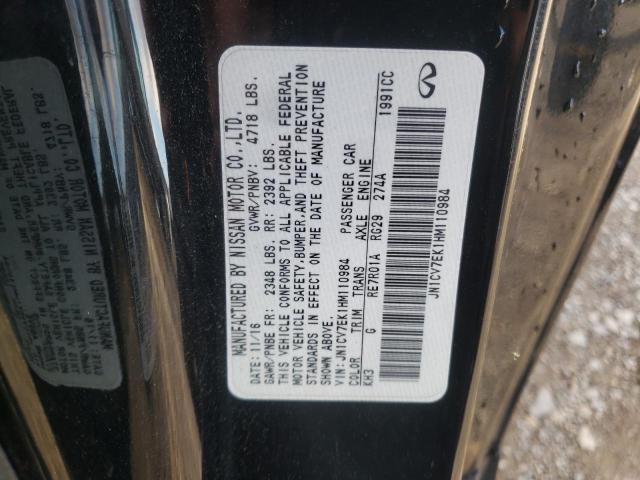 MANUFACTURED BY NISSAN MOTOR CO.,LTD.
DATE: 11/16 GVWR/PNBV: 4718 LBS.
GAWR/PNBE FR: 2348 LBS. RR: 2392 LBS.
THIS VEHICLE CONFORMS TO ALL APPLICABLE FEDERAL
MOTOR VEHICLE SAFETY,BUMPER,AND THEFT PREVENTION
STANDARDS IN EFFECT ON THE DATE OF MANUFACTURE
SHOWN ABOVE.
VIN: JN1CV7EK1HM110984 PASSENGER CAR
COLOR TRIM TRANS AXLE ENGINE
KH3 G RE7R01A RG29 274A 1991CC
JN1CV7EK1HM110984